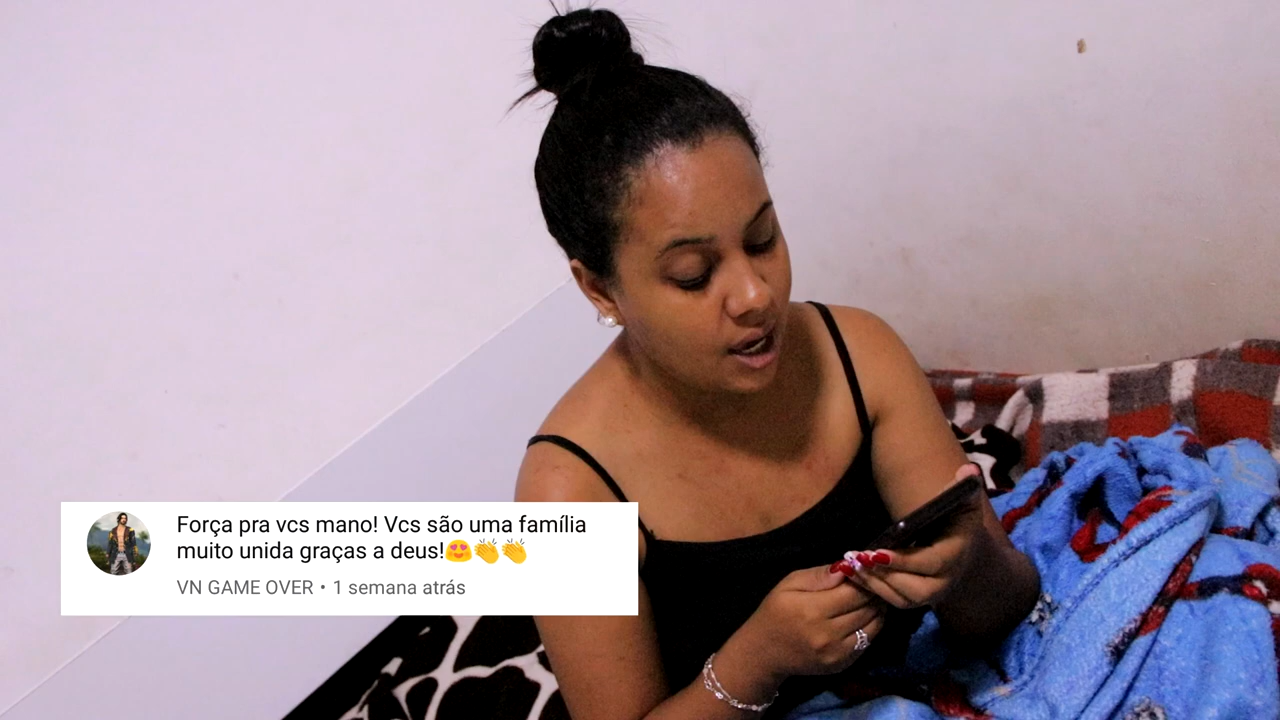 Força pra vcs mano! Vcs são uma família
muito unida graças a deus!😍👏👏
VN GAME OVER • 1 semana atrás